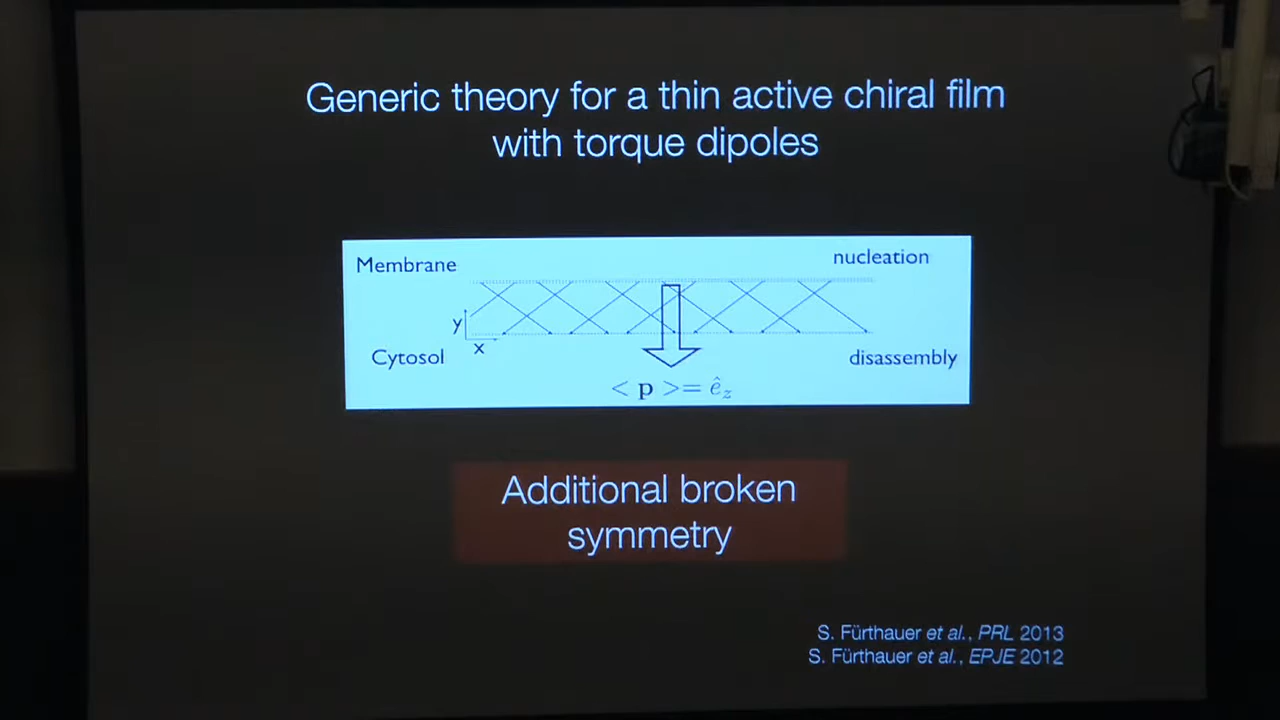 Generic theory for a thin active chiral film
with torque dipoles
Membrane
nucleation
y
x
Cytosol
disassembly
< p >= ê_z
Additional broken
symmetry
S. Fürthauer et al., PRL 2013
S. Fürthauer et al., EPJE 2012